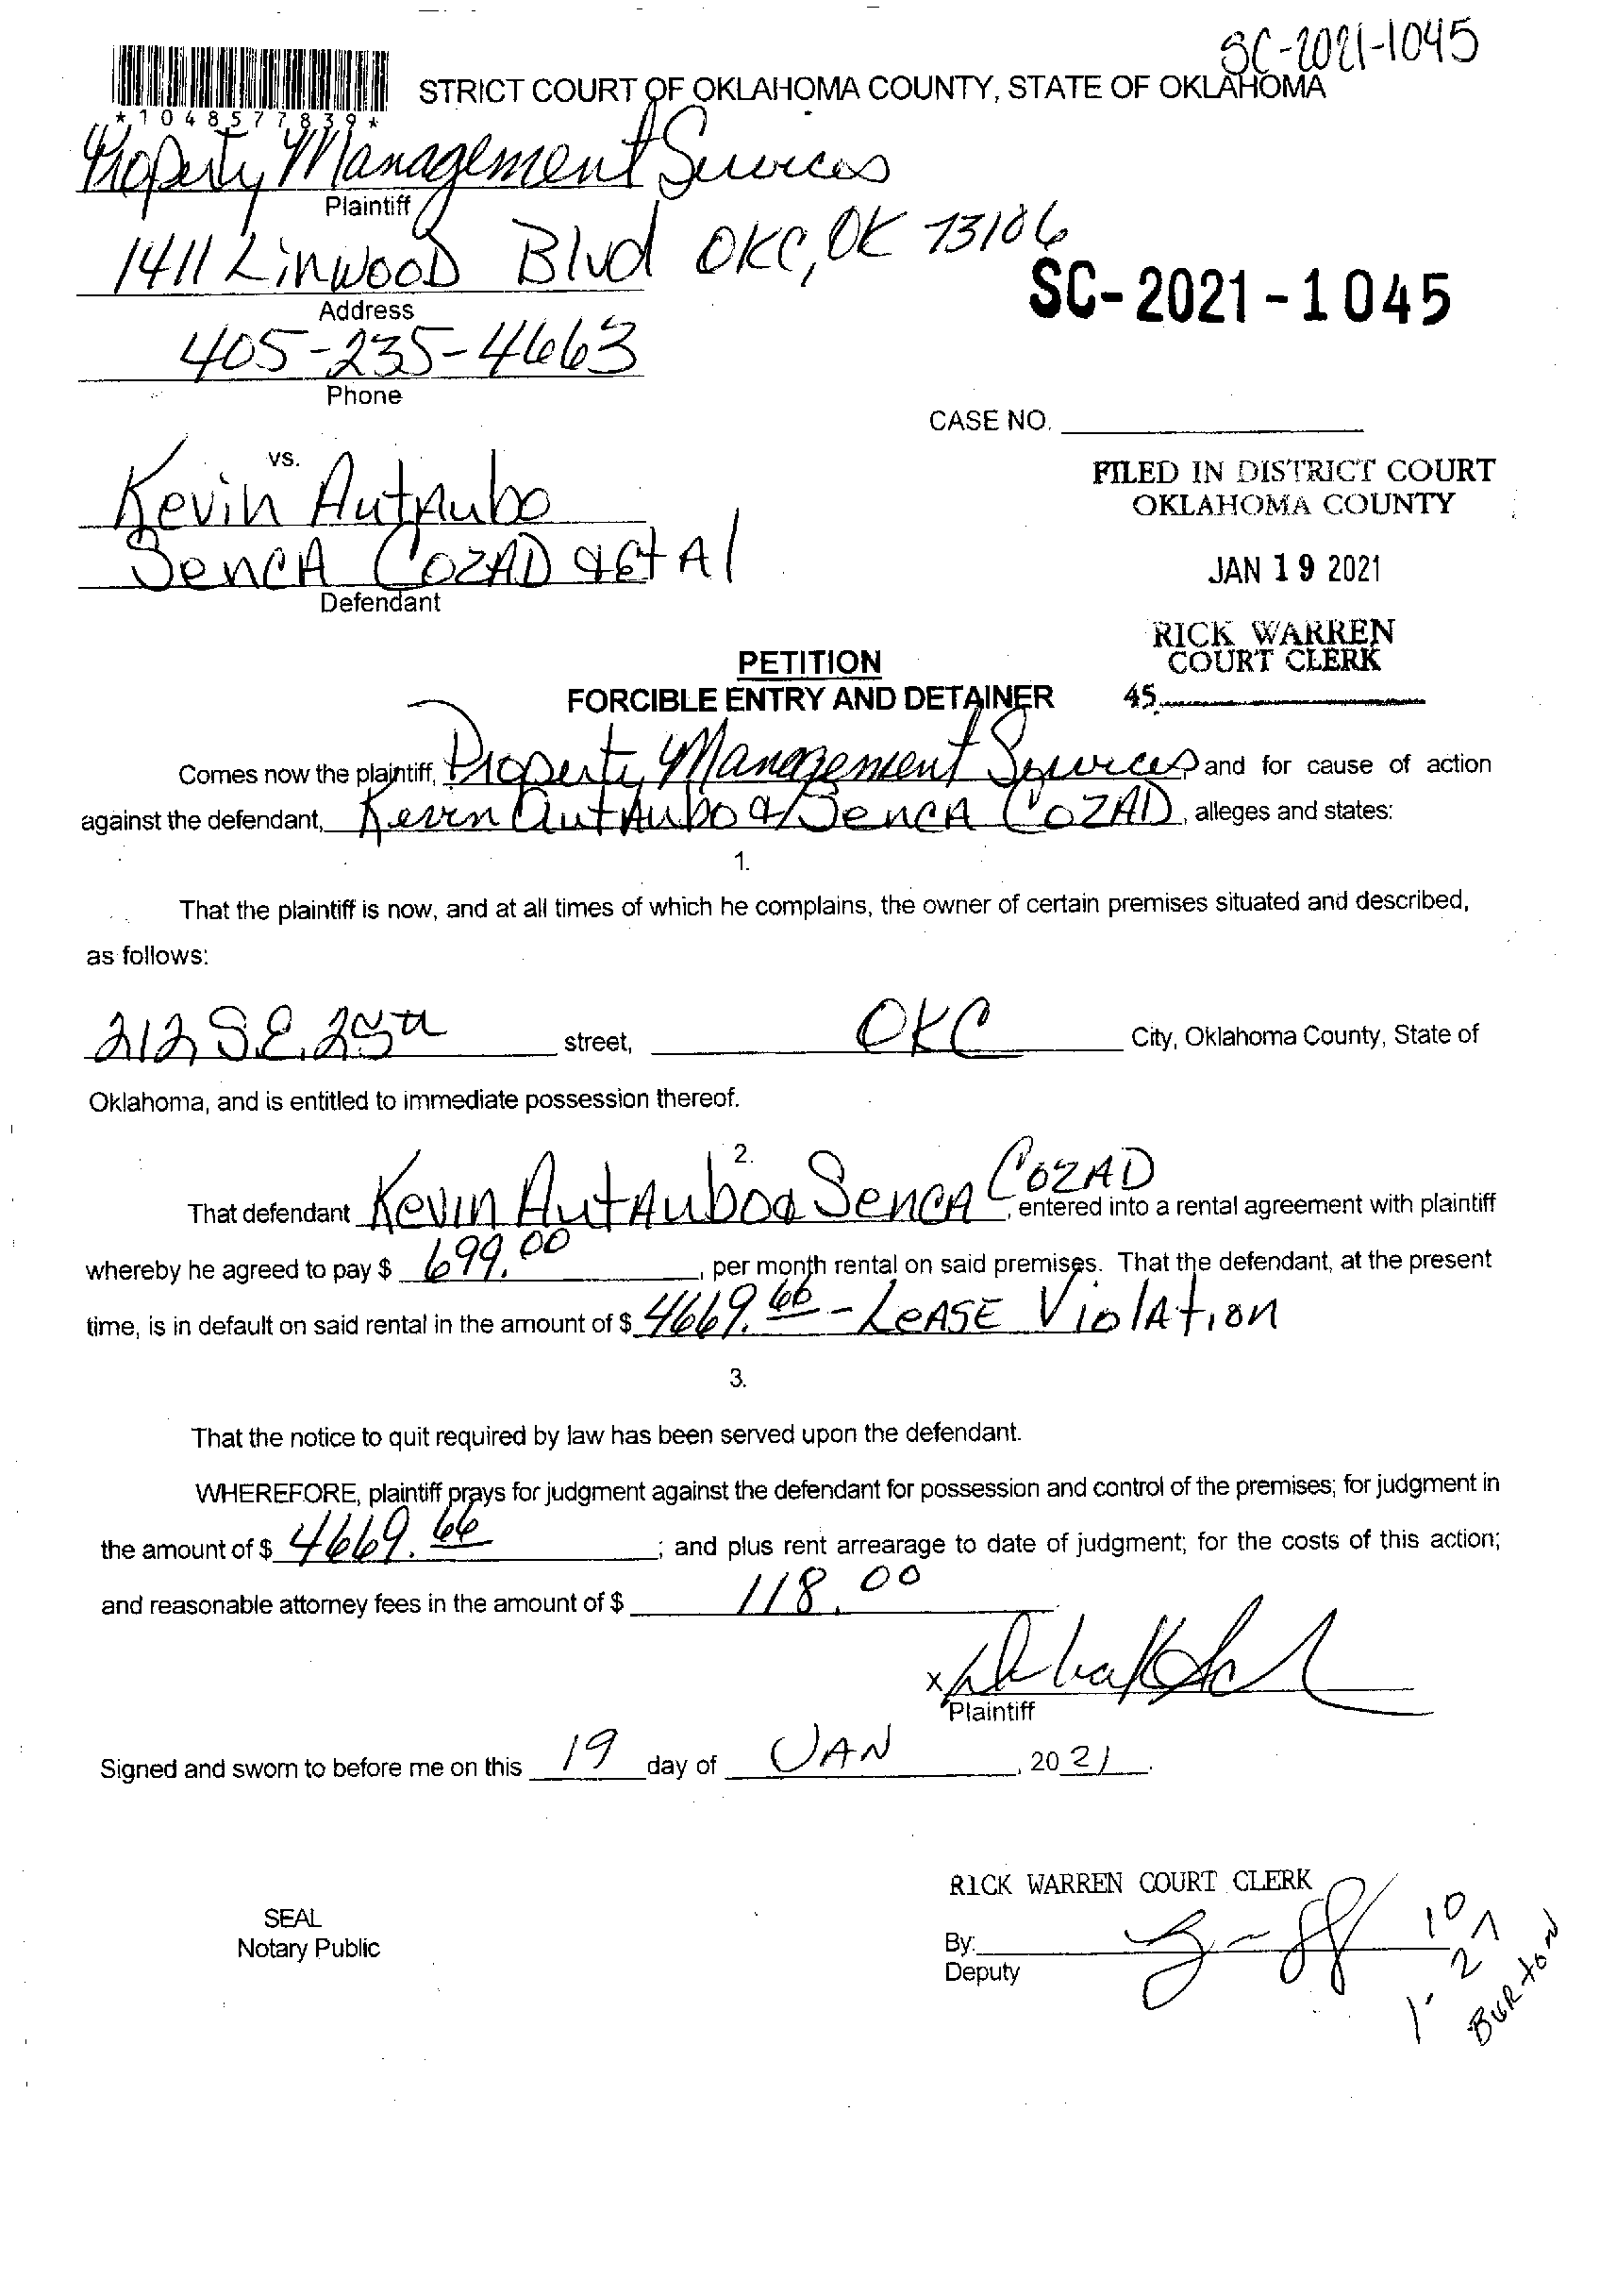 SC-2021-1045
STRICT COURT OF OKLAHOMA COUNTY, STATE OF OKLAHOMA
*1048577839*
Property Management Services
Plaintiff
1411 Linwood Blvd OKC, OK 73106
Address
SC-2021-1045
405-235-4663
Phone
CASE NO.
vs.
Kevin Autaubo
Senca Cozad & et Al
Defendant
FILED IN DISTRICT COURT
OKLAHOMA COUNTY
JAN 19 2021
RICK WARREN
COURT CLERK
45
PETITION
FORCIBLE ENTRY AND DETAINER
Comes now the plaintiff, Property Management Services and for cause of action
against the defendant, Kevin Autaubo & Senca Cozad, alleges and states:
1.
That the plaintiff is now, and at all times of which he complains, the owner of certain premises situated and described,
as follows:
212 S.E. 25th street, OKC City, Oklahoma County, State of
Oklahoma, and is entitled to immediate possession thereof.
2.
That defendant Kevin Autaubo & Senca Cozad, entered into a rental agreement with plaintiff
whereby he agreed to pay $ 699.00, per month rental on said premises. That the defendant, at the present
time, is in default on said rental in the amount of $ 4669.66 - Lease Violation
3.
That the notice to quit required by law has been served upon the defendant.
WHEREFORE, plaintiff prays for judgment against the defendant for possession and control of the premises; for judgment in
the amount of $ 4669.66; and plus rent arrearage to date of judgment; for the costs of this action;
and reasonable attorney fees in the amount of $ 118.00
x
Plaintiff
Signed and sworn to before me on this 19 day of JAN, 2021.
RICK WARREN COURT CLERK
SEAL
Notary Public
By:
Deputy
10
1-27
Burton